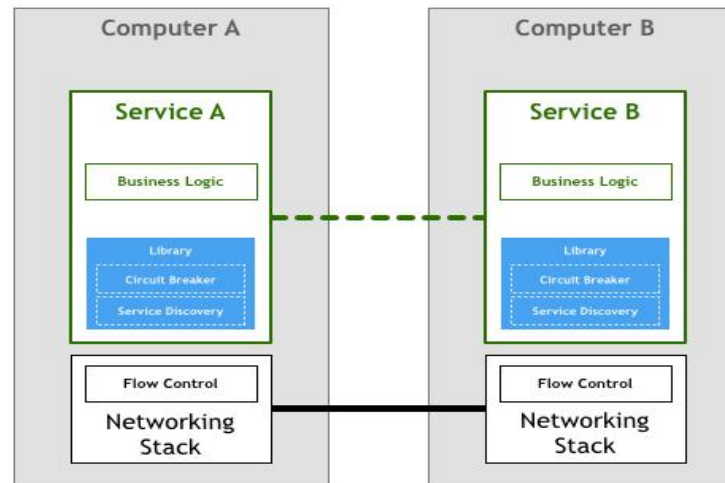 Computer A
Service A
Business Logic
Library
Circuit Breaker
Service Discovery
Flow Control
Networking
Stack
Computer B
Service B
Business Logic
Library
Circuit Breaker
Service Discovery
Flow Control
Networking
Stack